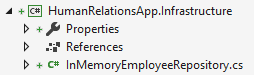 HumanRelationsApp.Infrastructure
Properties
References
InMemoryEmployeeRepository.cs